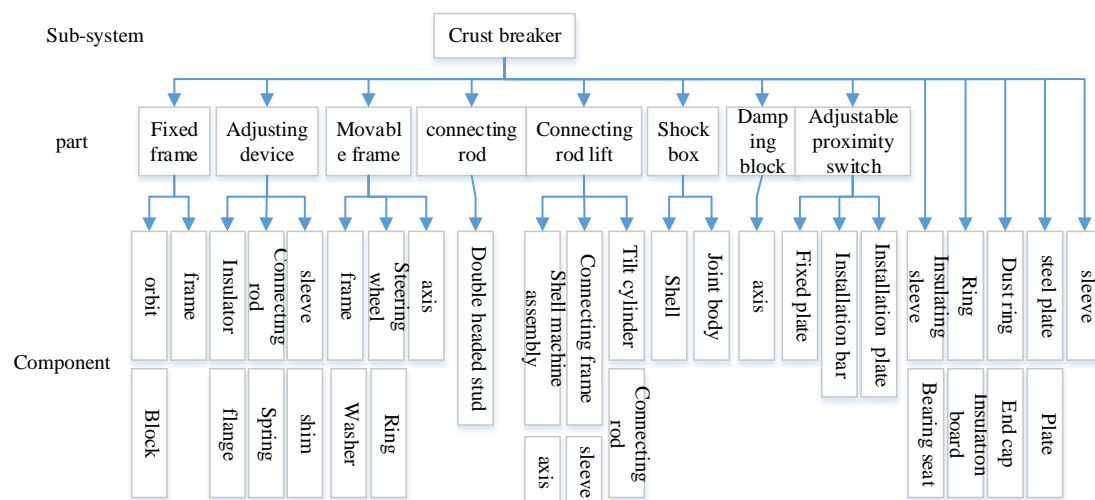 Sub-system
Crust breaker
part
Fixed
frame
Adjusting
device
Movabl
e frame
connecting
rod
Connecting
rod lift
Shock
box
Damp
ing
block
Adjustable
proximity
switch
Component
orbit
frame
Insulator
Connecting
rod
sleeve
frame
Steering
wheel
axis
Double headed stud
Shell machine
assembly
Connecting frame
Tilt cylinder
Shell
Joint body
axis
Fixed plate
Installation bar
Installation plate
Insulating
sleeve
Ring
Dust ring
steel plate
sleeve
Block
flange
Spring
shim
Washer
Ring
Connecting
rod
Bearing seat
Insulation
board
End cap
Plate
axis
sleeve